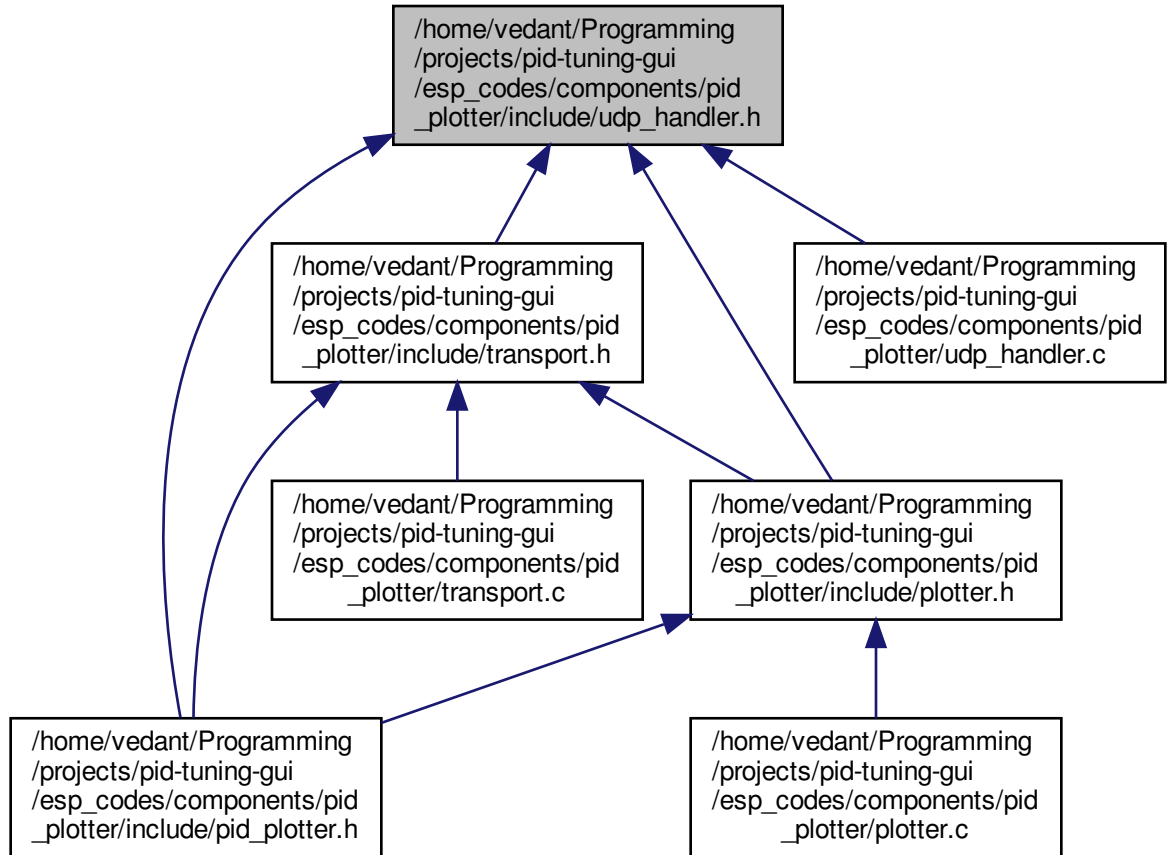 /home/vedant/Programming
/projects/pid-tuning-gui
/esp_codes/components/pid
_plotter/include/udp_handler.h
/home/vedant/Programming
/projects/pid-tuning-gui
/esp_codes/components/pid
_plotter/include/transport.h
/home/vedant/Programming
/projects/pid-tuning-gui
/esp_codes/components/pid
_plotter/udp_handler.c
/home/vedant/Programming
/projects/pid-tuning-gui
/esp_codes/components/pid
_plotter/transport.c
/home/vedant/Programming
/projects/pid-tuning-gui
/esp_codes/components/pid
_plotter/include/plotter.h
/home/vedant/Programming
/projects/pid-tuning-gui
/esp_codes/components/pid
_plotter/include/pid_plotter.h
/home/vedant/Programming
/projects/pid-tuning-gui
/esp_codes/components/pid
_plotter/plotter.c